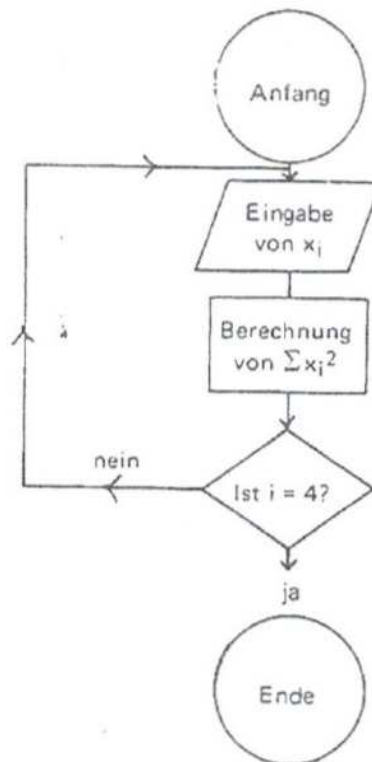 Anfang
Eingabe
von xᵢ
Berechnung
von Σxᵢ²
nein
Ist i = 4?
ja
Ende